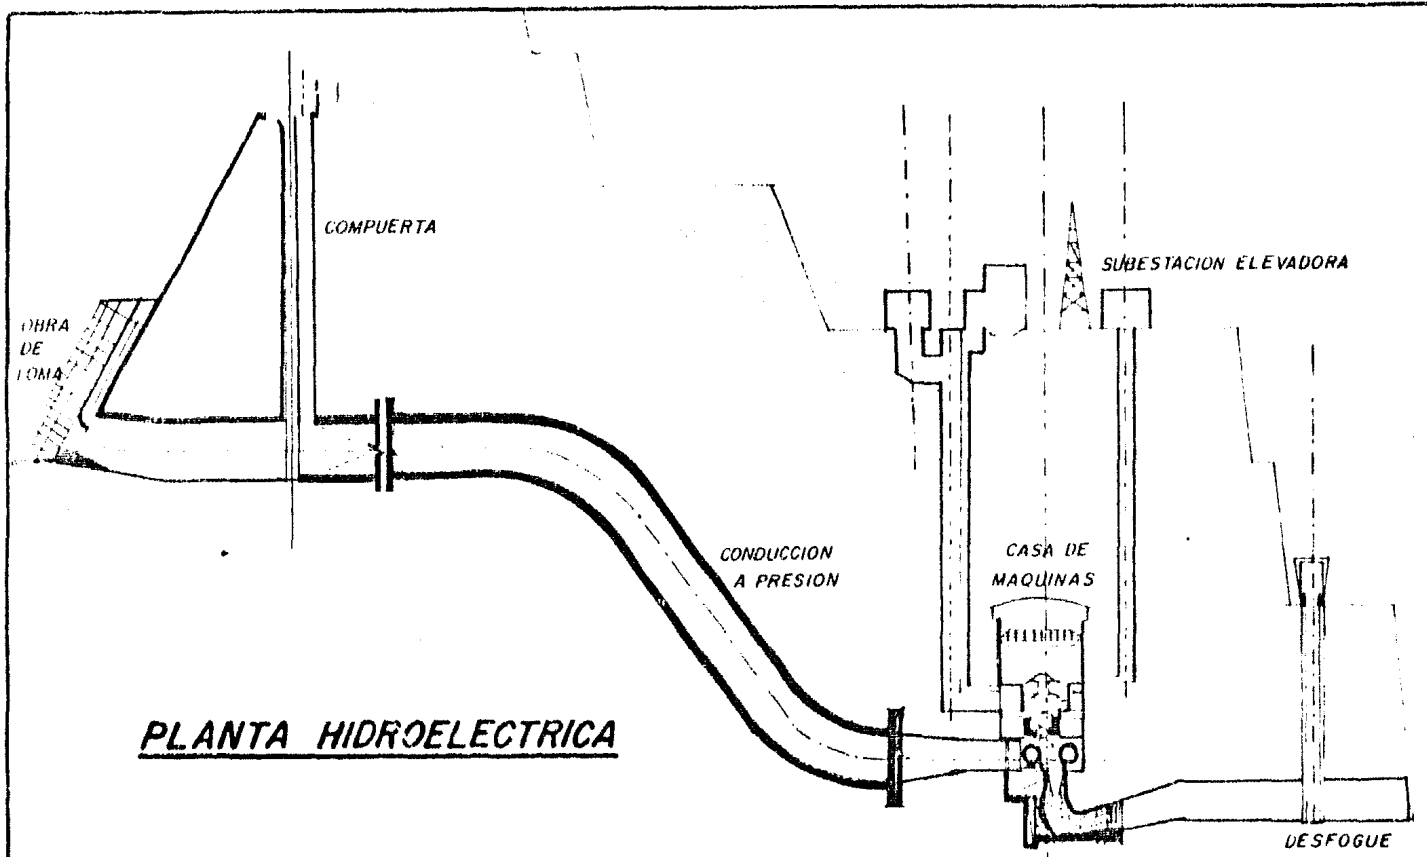 COMPUERTA
SUBESTACION ELEVADORA
OBRA
DE
TOMA
CONDUCCION
A PRESION
CASA DE
MAQUINAS
PLANTA HIDROELECTRICA
DESFOGUE